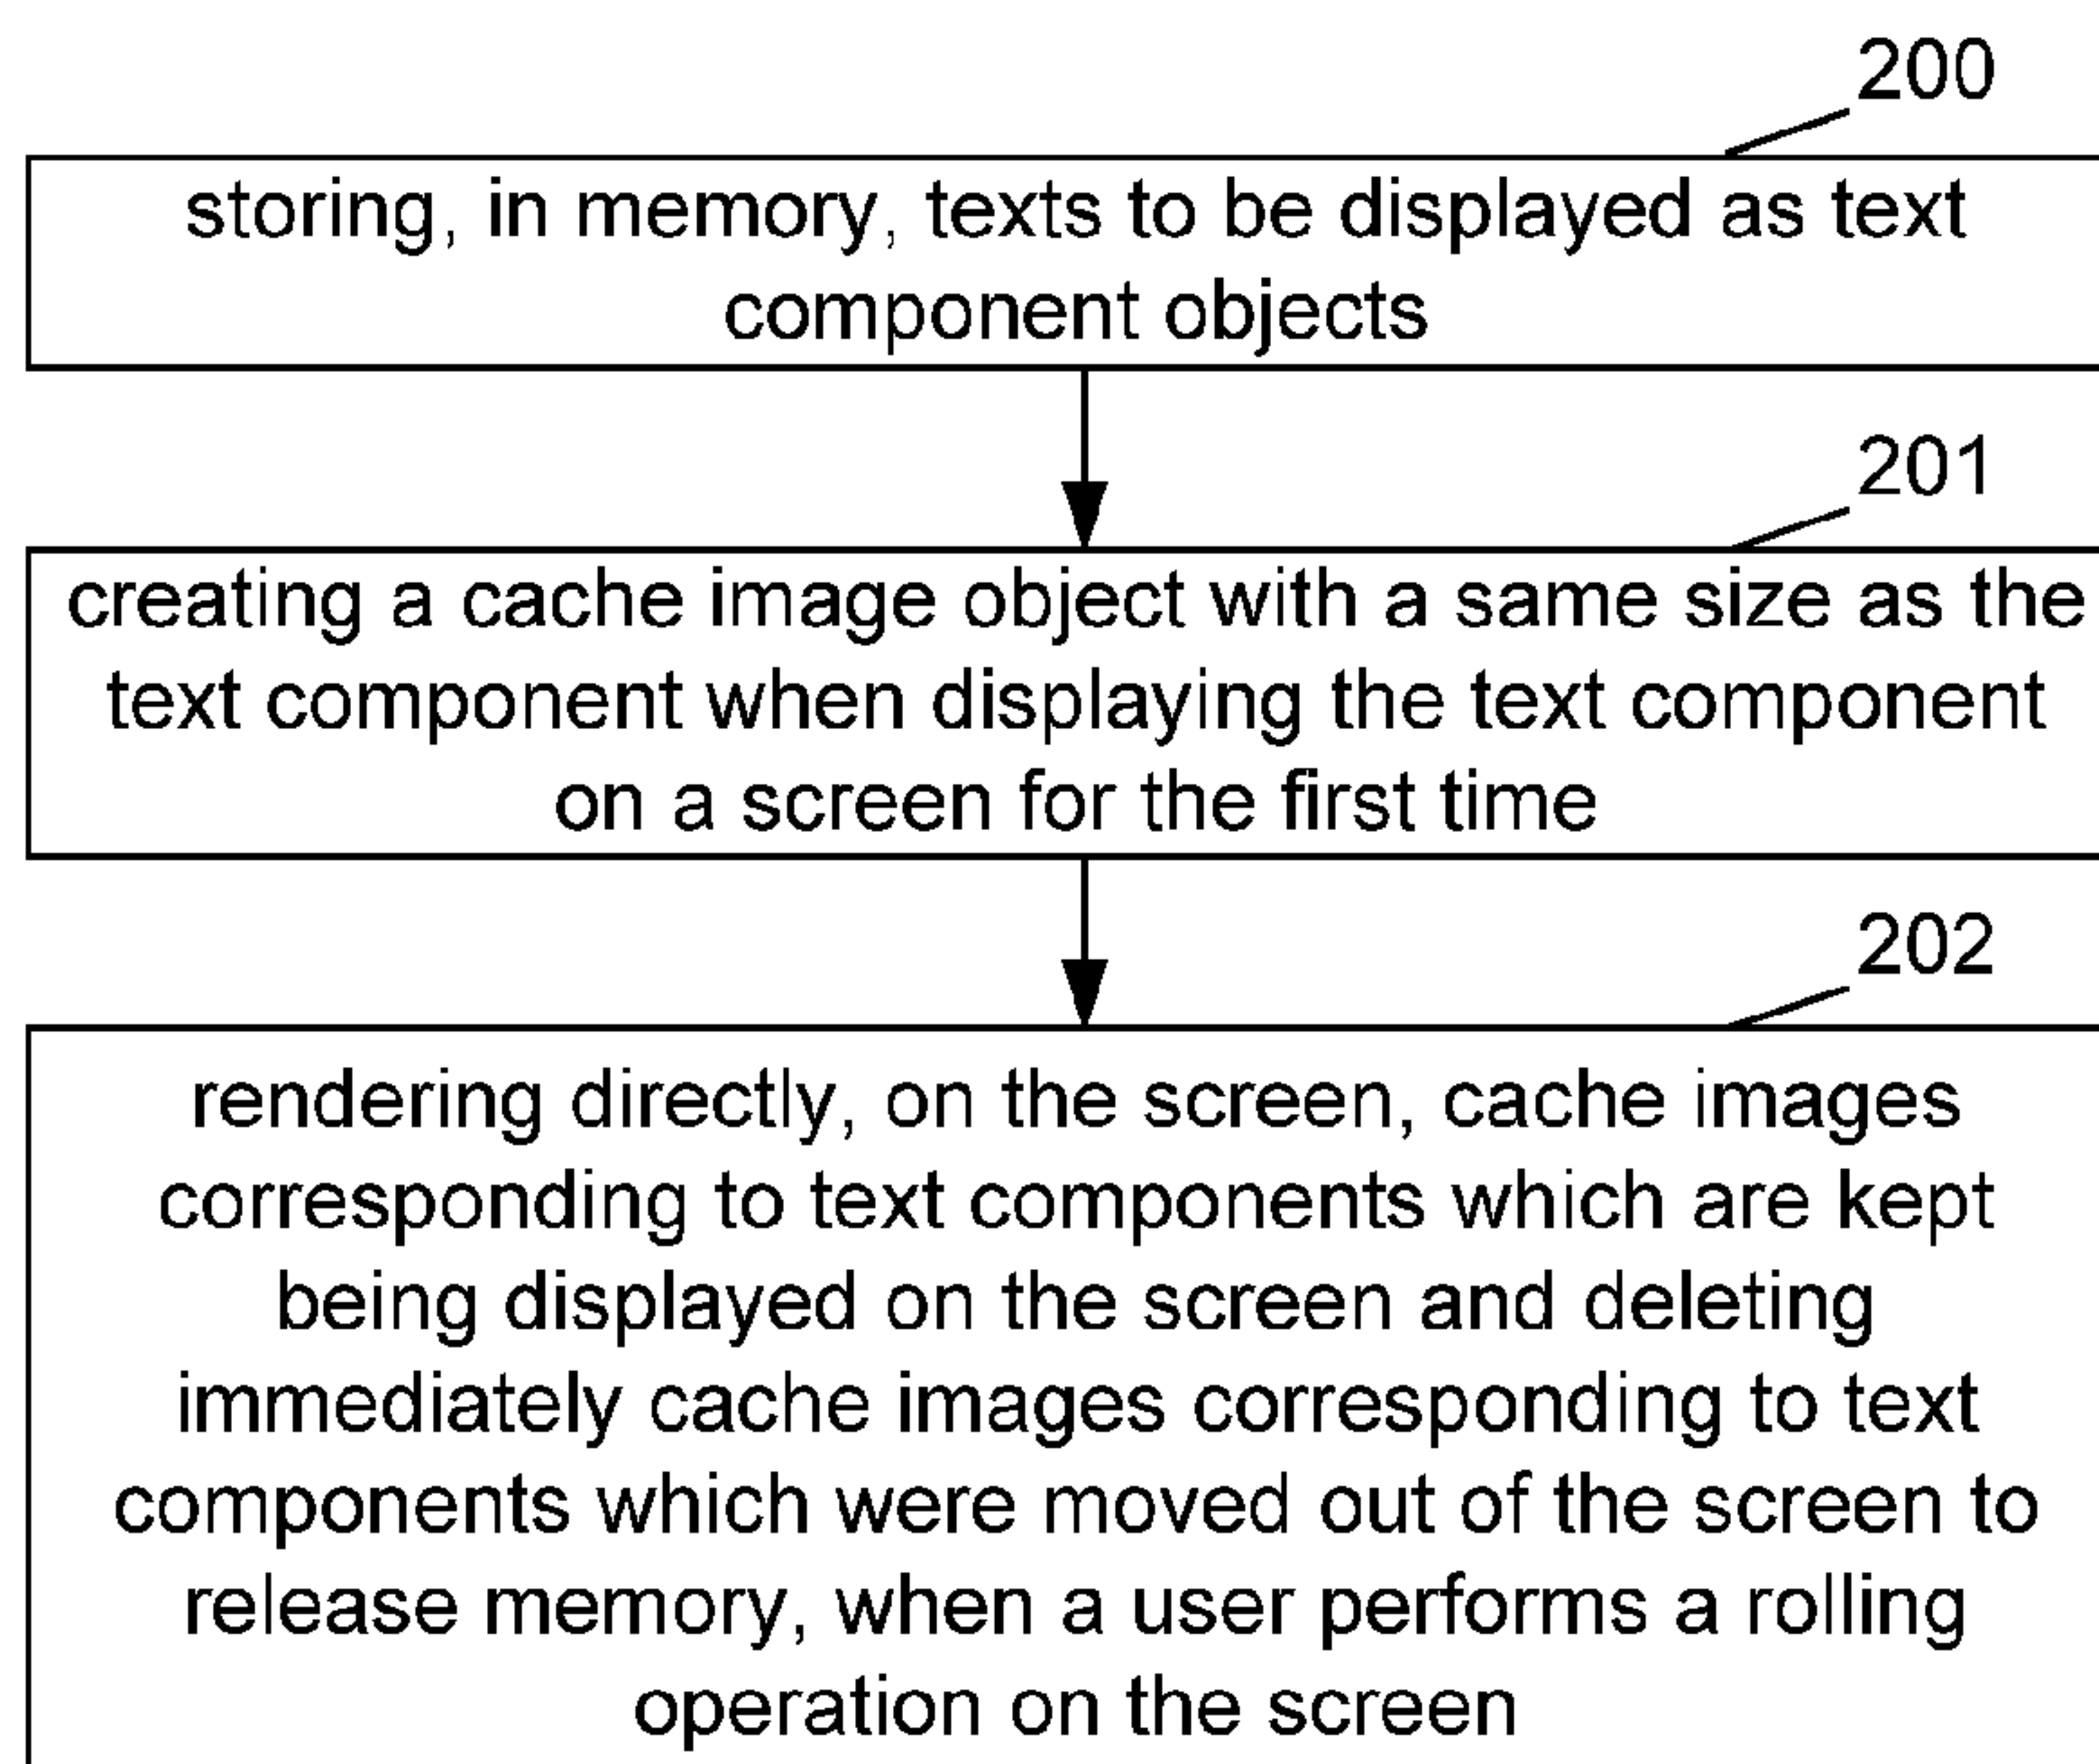 200
storing, in memory, texts to be displayed as text
component objects
201
creating a cache image object with a same size as the
text component when displaying the text component
on a screen for the first time
202
rendering directly, on the screen, cache images
corresponding to text components which are kept
being displayed on the screen and deleting
immediately cache images corresponding to text
components which were moved out of the screen to
release memory, when a user performs a rolling
operation on the screen